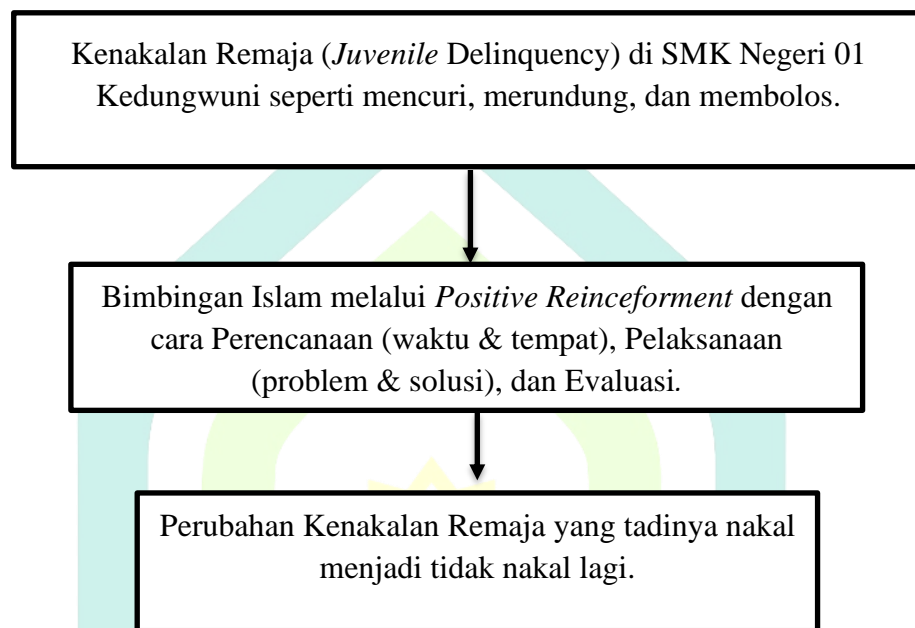 Kenakalan Remaja (Juvenile Delinquency) di SMK Negeri 01
Kedungwuni seperti mencuri, merundung, dan membolos.
Bimbingan Islam melalui Positive Reinceforment dengan
cara Perencanaan (waktu & tempat), Pelaksanaan
(problem & solusi), dan Evaluasi.
Perubahan Kenakalan Remaja yang tadinya nakal
menjadi tidak nakal lagi.